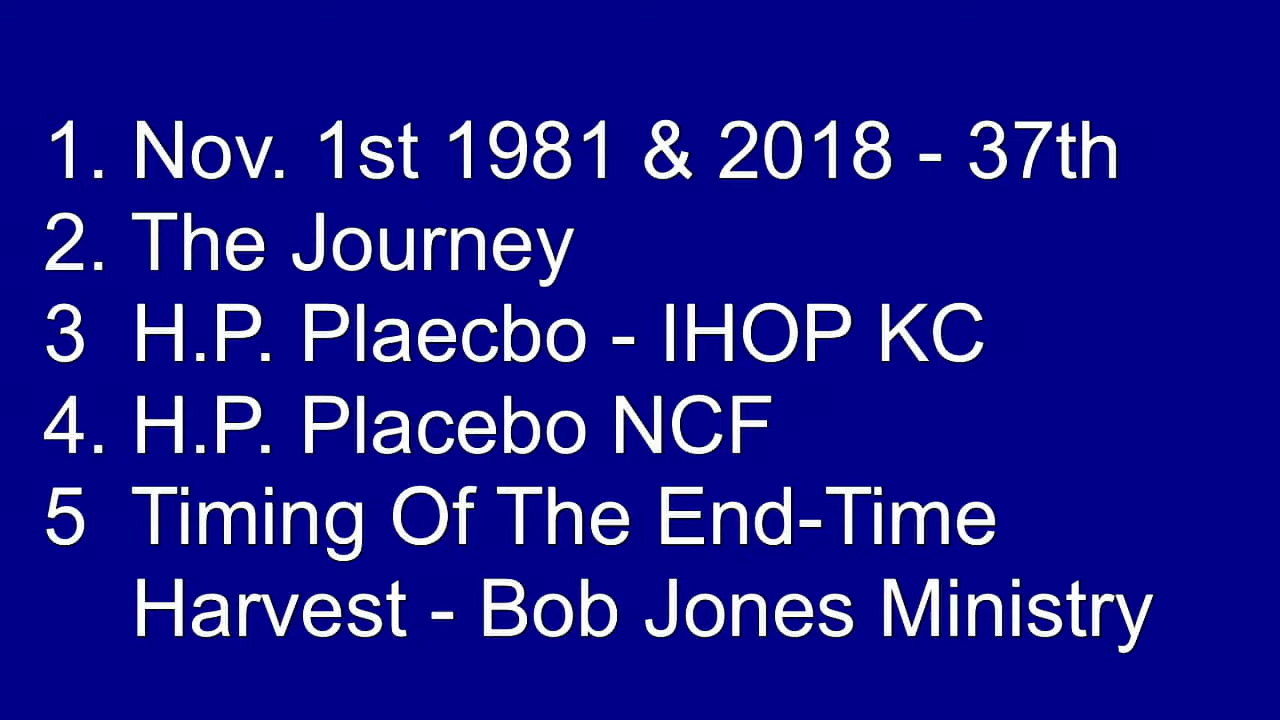 1. Nov. 1st 1981 & 2018 - 37th
2. The Journey
3 H.P. Plaecbo - IHOP KC
4. H.P. Placebo NCF
5 Timing Of The End-Time
Harvest - Bob Jones Ministry